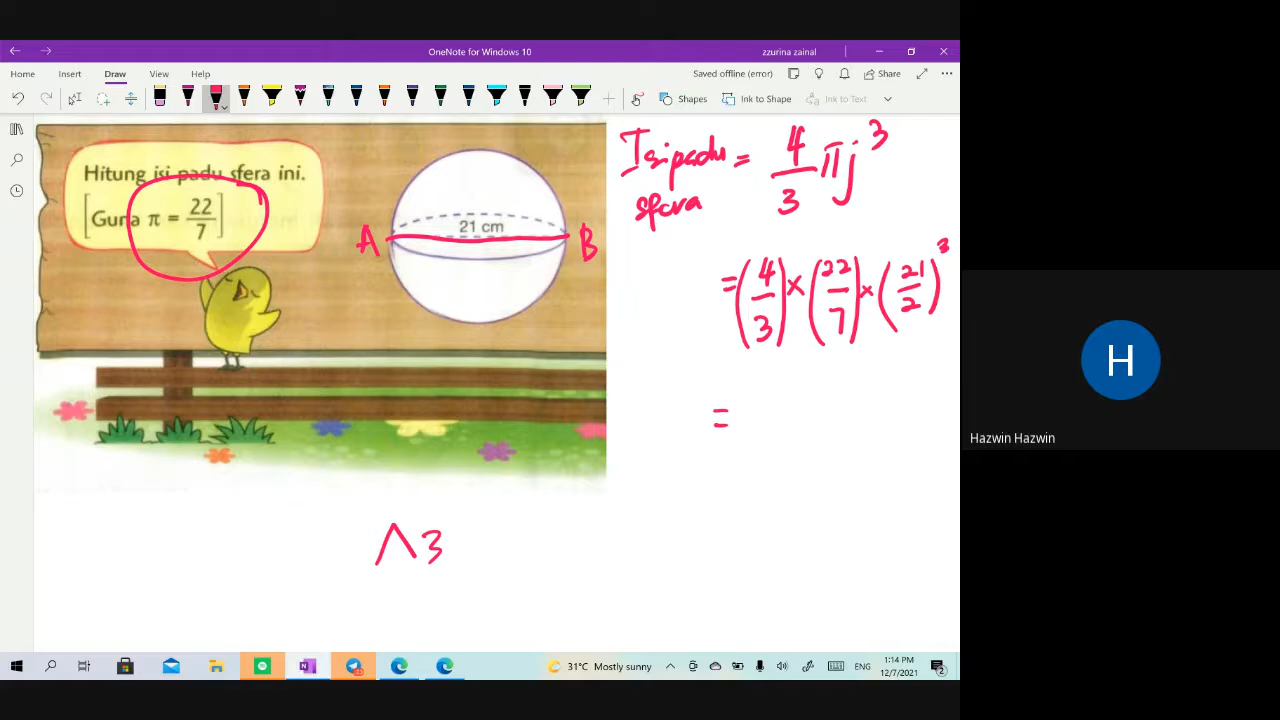 OneNote for Windows 10
zzurina zainal
Home Insert Draw View Help
Saved offline (error)
Share
Shapes
Ink to Shape
Ink to Text
Hitung isi padu sfera ini.
[Guna π = 22/7]
21 cm
A
B
Isipadu sfera = 4/3 πj³
= (4/3) × (22/7) × (21/2)³
=
^3
H
Hazwin Hazwin
31°C Mostly sunny
ENG
1:14 PM
12/7/2021
2